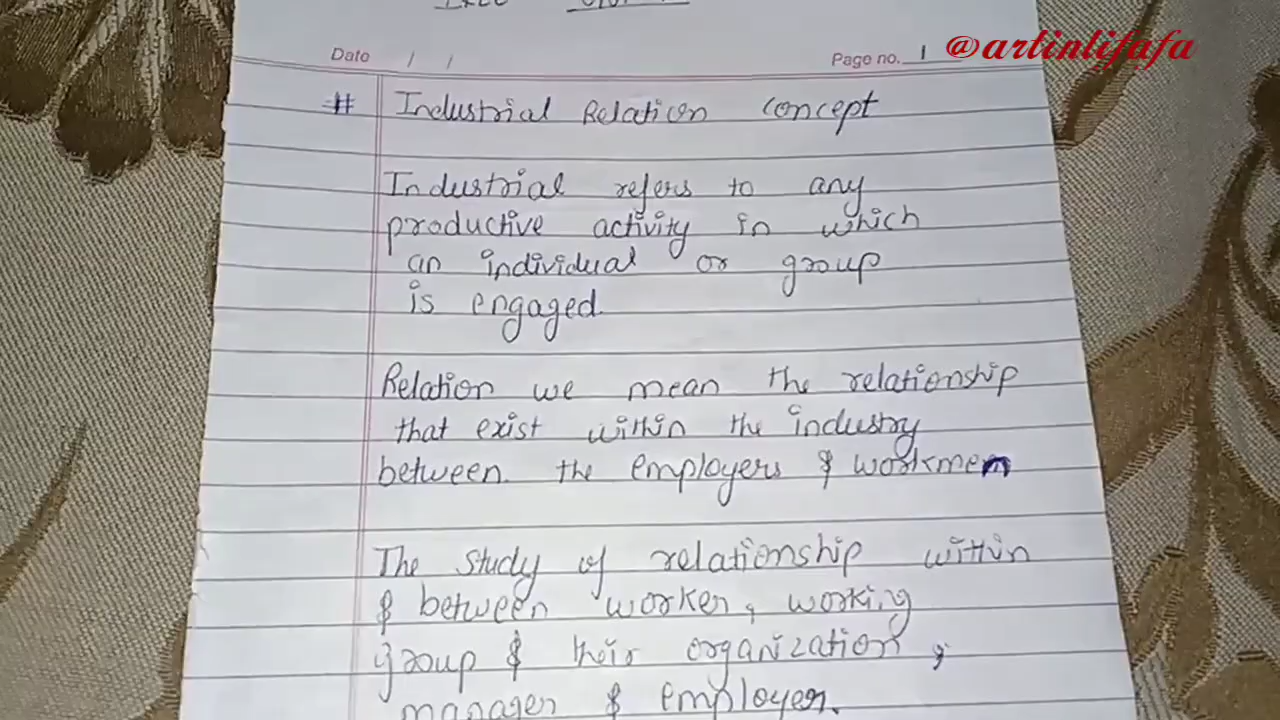 @artinlifafa
Date / /
Page no. 1
# Industrial Relation Concept
Industrial refers to any
productive activity in which
an individual or group
is engaged.
Relation we mean the relationship
that exist within the industry
between the employers & workmen
The study of relationship within
& between worker, working
group & their organization,
manager & employer.